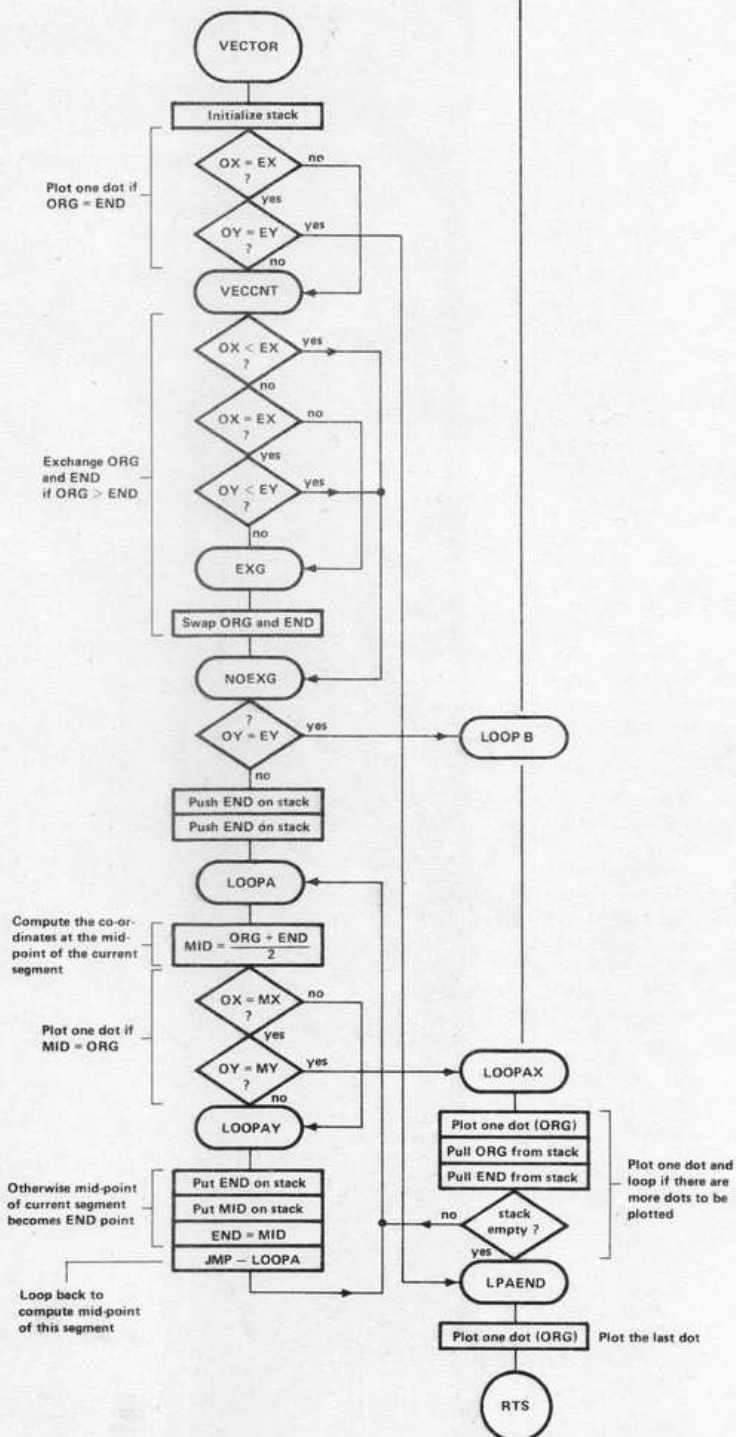 VECTOR
Initialize stack
OX = EX
?
no
yes
Plot one dot if
ORG = END
OY = EY
?
yes
no
VECCNT
OX < EX
?
yes
no
OX = EX
?
no
yes
Exchange ORG
and END
if ORG > END
OY < EY
?
yes
no
EXG
Swap ORG and END
NOEXG
?
OY = EY
yes
no
LOOP B
Push END on stack
Push END on stack
LOOPA
Compute the co-or-
dinates at the mid-
point of the current
segment
MID = ORG + END
2
OX = MX
?
no
yes
Plot one dot if
MID = ORG
OY = MY
?
yes
no
LOOPAY
LOOPAX
Plot one dot (ORG)
Pull ORG from stack
Pull END from stack
Plot one dot and
loop if there are
more dots to be
plotted
Otherwise mid-point
of current segment
becomes END point
Put END on stack
Put MID on stack
END = MID
JMP – LOOPA
no
stack
empty ?
yes
LPAEND
Loop back to
compute mid-point
of this segment
Plot one dot (ORG)
Plot the last dot
RTS